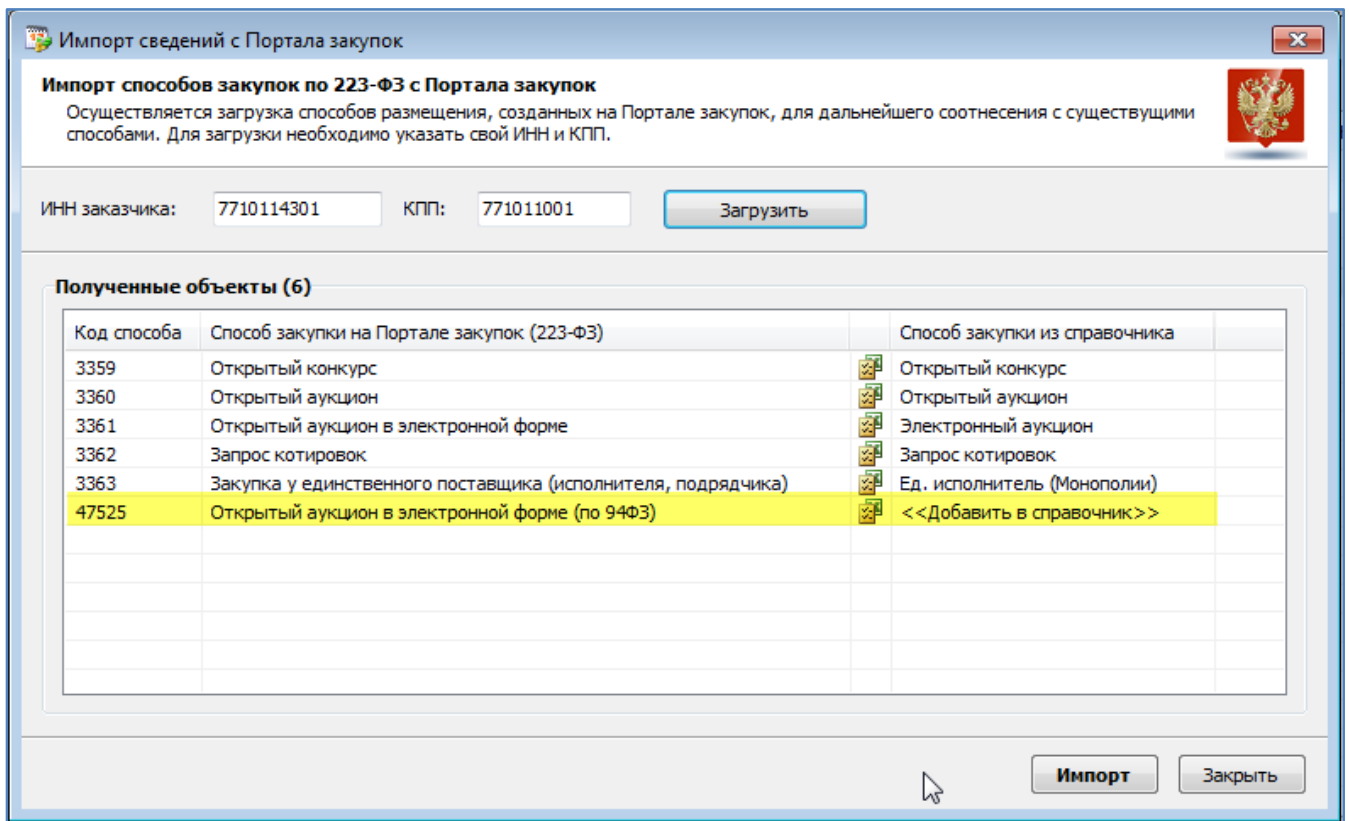 Импорт сведений с Портала закупок
Импорт способов закупок по 223-ФЗ с Портала закупок
Осуществляется загрузка способов размещения, созданных на Портале закупок, для дальнейшего соотнесения с существущими
способами. Для загрузки необходимо указать свой ИНН и КПП.
ИНН заказчика: 7710114301 КПП: 771011001 Загрузить
Полученные объекты (6)
Код способа Способ закупки на Портале закупок (223-ФЗ) Способ закупки из справочника
3359 Открытый конкурс Открытый конкурс
3360 Открытый аукцион Открытый аукцион
3361 Открытый аукцион в электронной форме Электронный аукцион
3362 Запрос котировок Запрос котировок
3363 Закупка у единственного поставщика (исполнителя, подрядчика) Ед. исполнитель (Монополии)
47525 Открытый аукцион в электронной форме (по 94ФЗ) <<Добавить в справочник>>
Импорт Закрыть